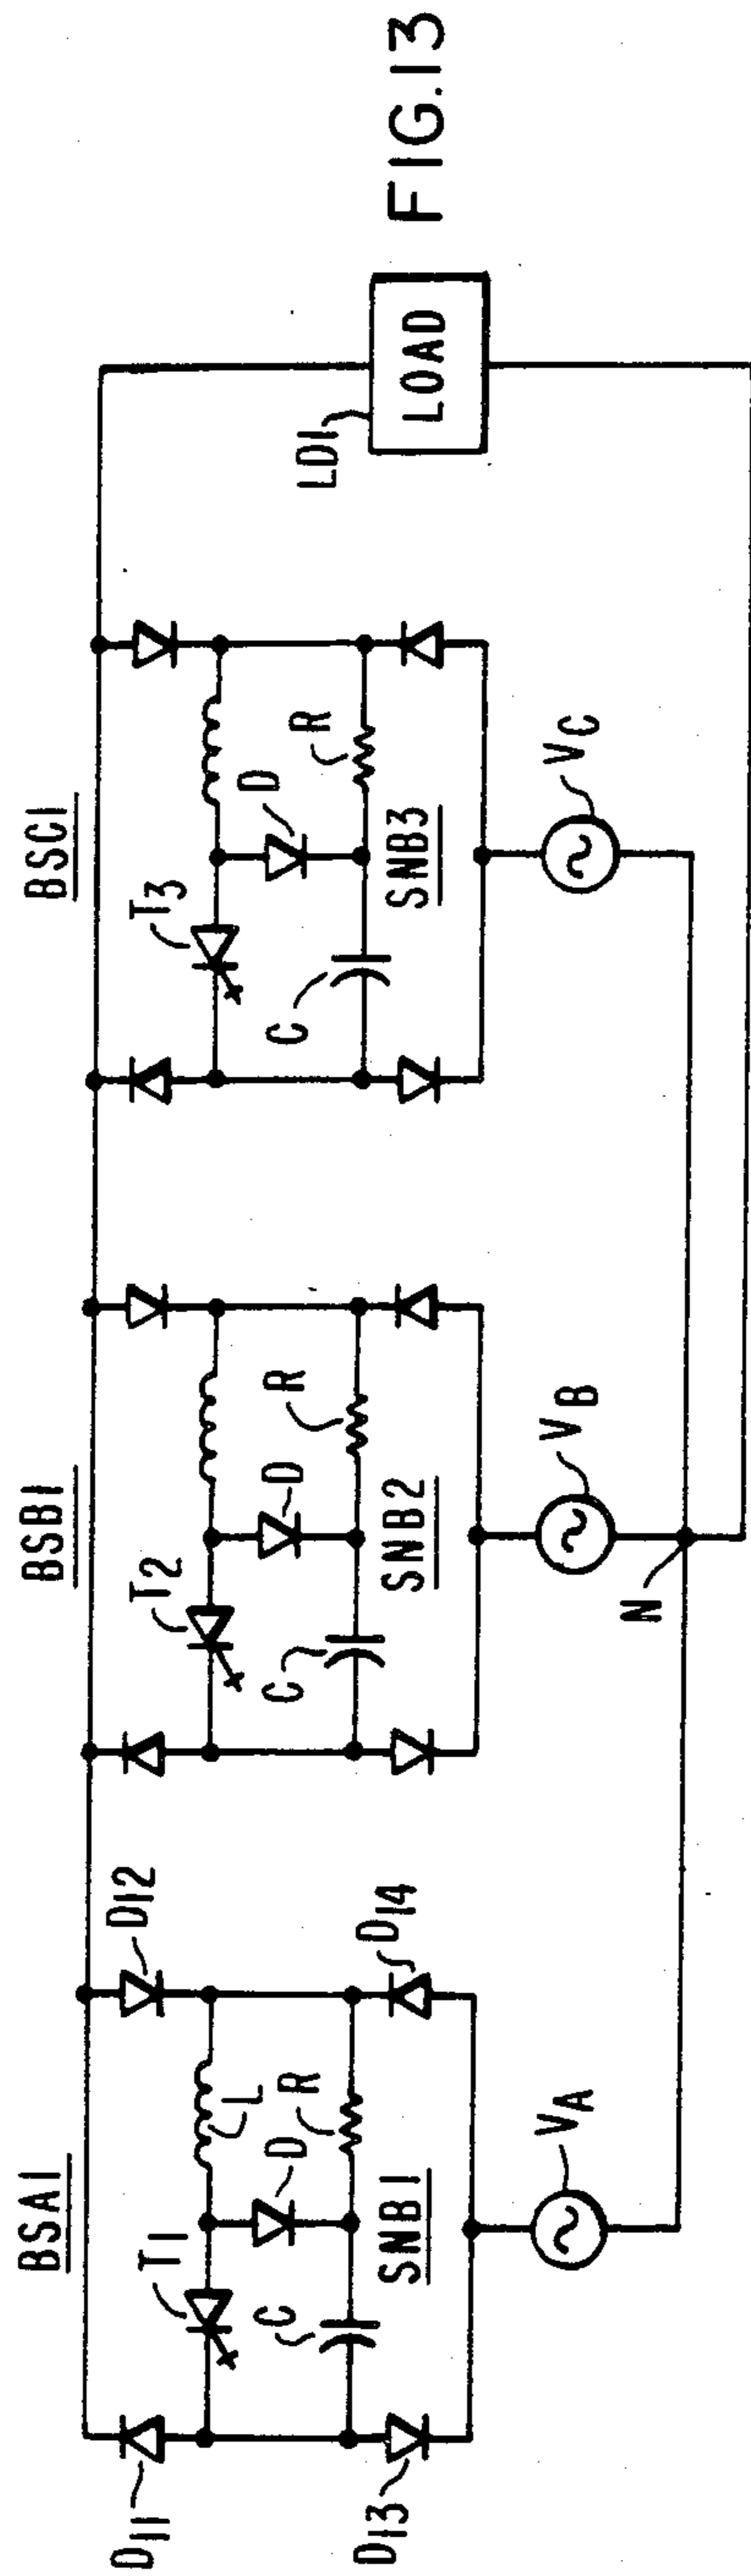 BSA1
BSB1
BSC1
D11
T1
L
D12
D
R
C
SNB1
D13
D14
VA
T2
D
R
C
SNB2
VB
N
T3
D
R
C
SNB3
VC
LD1
LOAD
FIG.13